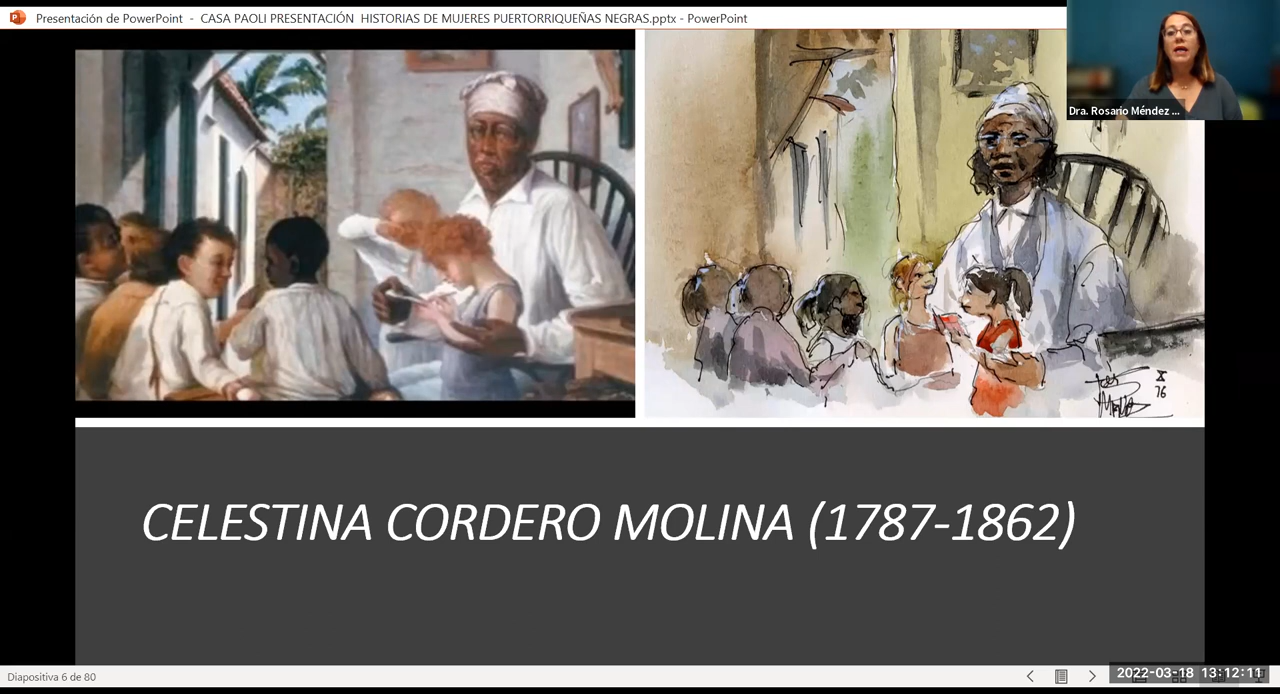 Presentación de PowerPoint - CASA PAOLI PRESENTACIÓN HISTORIAS DE MUJERES PUERTORRIQUEÑAS NEGRAS.pptx - PowerPoint
Dra. Rosario Méndez ...
X
76
CELESTINA CORDERO MOLINA (1787-1862)
Diapositiva 6 de 80
2022-03-18 13:12:11